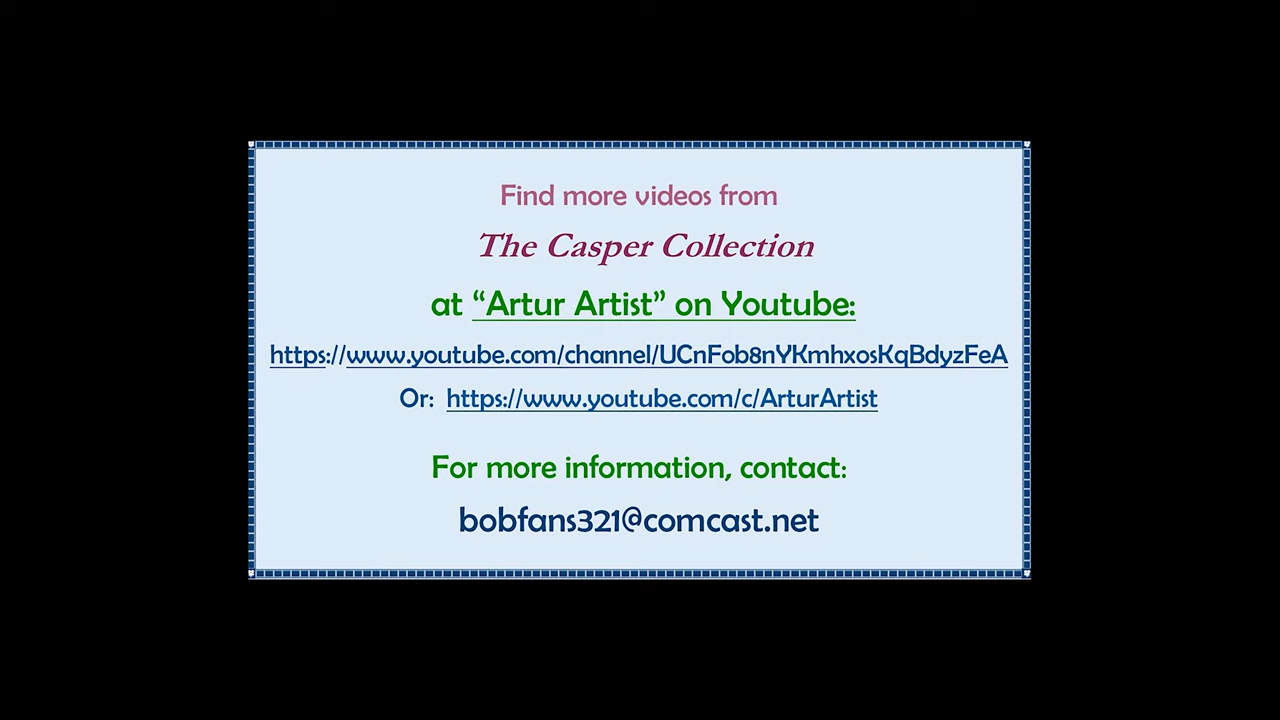 Find more videos from
The Casper Collection
at “Artur Artist” on Youtube:
https://www.youtube.com/channel/UCnFob8nYKmhxosKqBdyzFeA
Or: https://www.youtube.com/c/ArturArtist
For more information, contact:
bobfans321@comcast.net